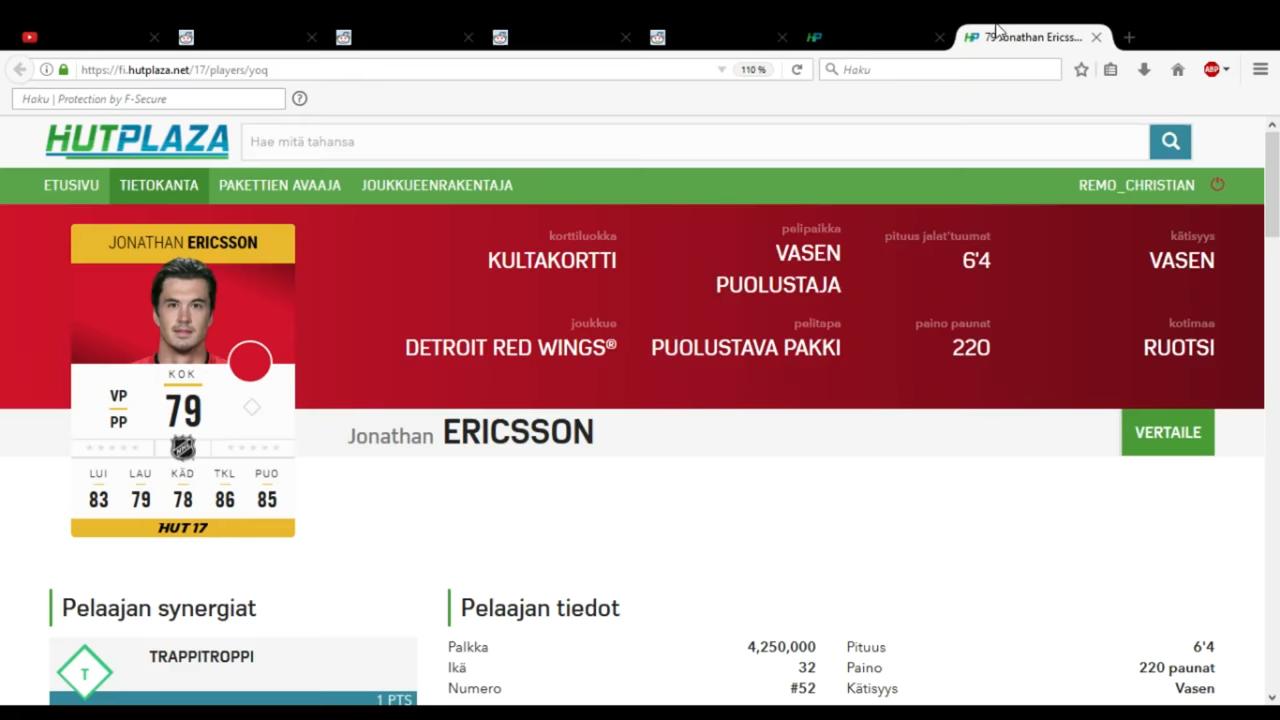 79 Jonathan Ericss...
https://fi.hutplaza.net/17/players/yoq
110 %
Haku
ABP
Haku | Protection by F-Secure
HUTPLAZA
Hae mitä tahansa
ETUSIVU
TIETOKANTA
PAKETTIEN AVAAJA
JOUKKUEENRAKENTAJA
REMO_CHRISTIAN
JONATHAN ERICSSON
KOK
VP
79
PP
NHL
LUI LAU KÄD TKL PUO
83 79 78 86 85
HUT 17
korttiluokka
KULTAKORTTI
pelipaikka
VASEN
PUOLUSTAJA
pituus jalat'tuumat
6'4
kätisyys
VASEN
joukkue
DETROIT RED WINGS®
pelitapa
PUOLUSTAVA PAKKI
paino paunat
220
kotimaa
RUOTSI
Jonathan ERICSSON
VERTAILE
Pelaajan synergiat
T
TRAPPITROPPI
1 PTS
Pelaajan tiedot
Palkka 4,250,000
Ikä 32
Numero #52
Pituus 6'4
Paino 220 paunat
Kätisyys Vasen